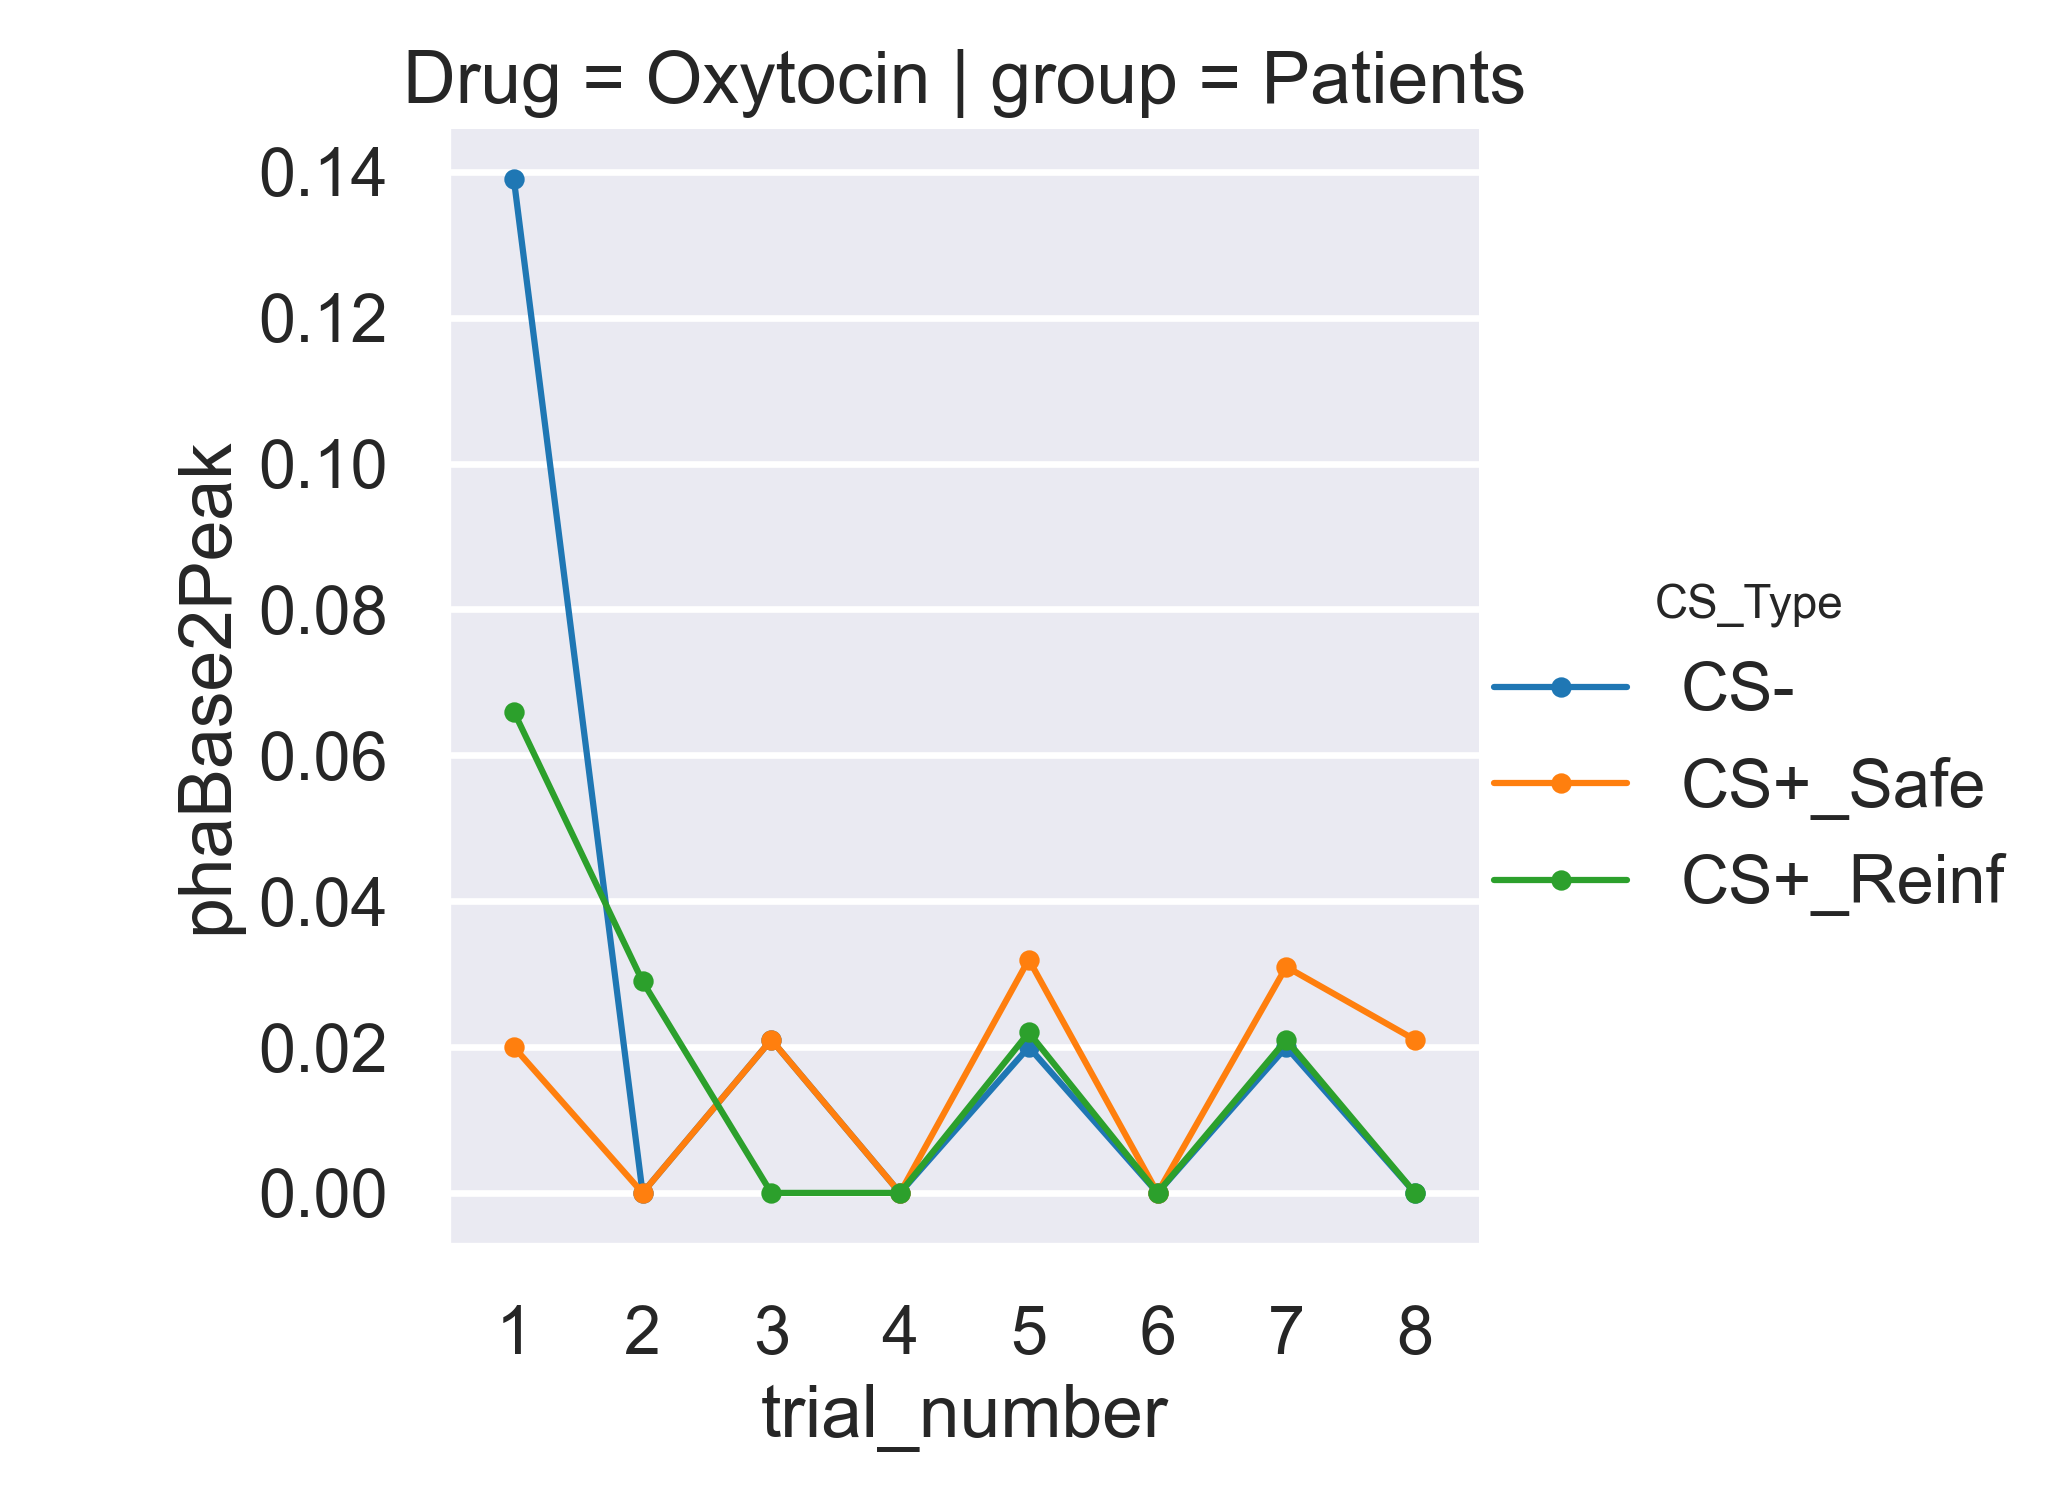 Drug = Oxytocin | group = Patients
0.14
0.12
0.10
0.08
0.06
0.04
0.02
0.00
phaBase2Peak
1 2 3 4 5 6 7 8
trial_number
CS_Type
CS-
CS+_Safe
CS+_Reinf